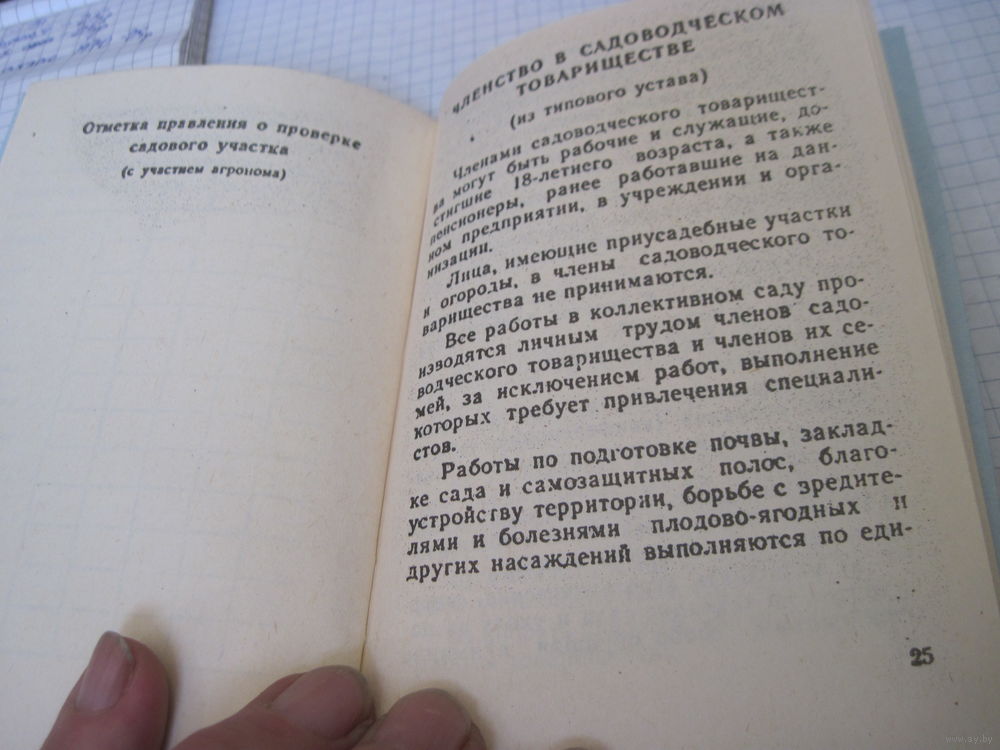 Отметка правления о проверке
садового участка
(с участием агронома)
ЧЛЕНСТВО В САДОВОДЧЕСКОМ
ТОВАРИЩЕСТВЕ
(из типового устава)
Членами садоводческого товарищест-
ва могут быть рабочие и служащие, до-
стигшие 18-летнего возраста, а также
пенсионеры, ранее работавшие на дан-
ном предприятии, в учреждении и орга-
низации.
Лица, имеющие приусадебные участки
и огороды, в члены садоводческого то-
варищества не принимаются.
Все работы в коллективном саду про-
изводятся личным трудом членов садо-
водческого товарищества и членов их се-
мей, за исключением работ, выполнение
которых требует привлечения специали-
стов.
Работы по подготовке почвы, заклад-
ке сада и самозащитных полос, благо-
устройству территории, борьбе с вредите-
лями и болезнями плодово-ягодных и
других насаждений выполняются по еди-
25
www.ay.by